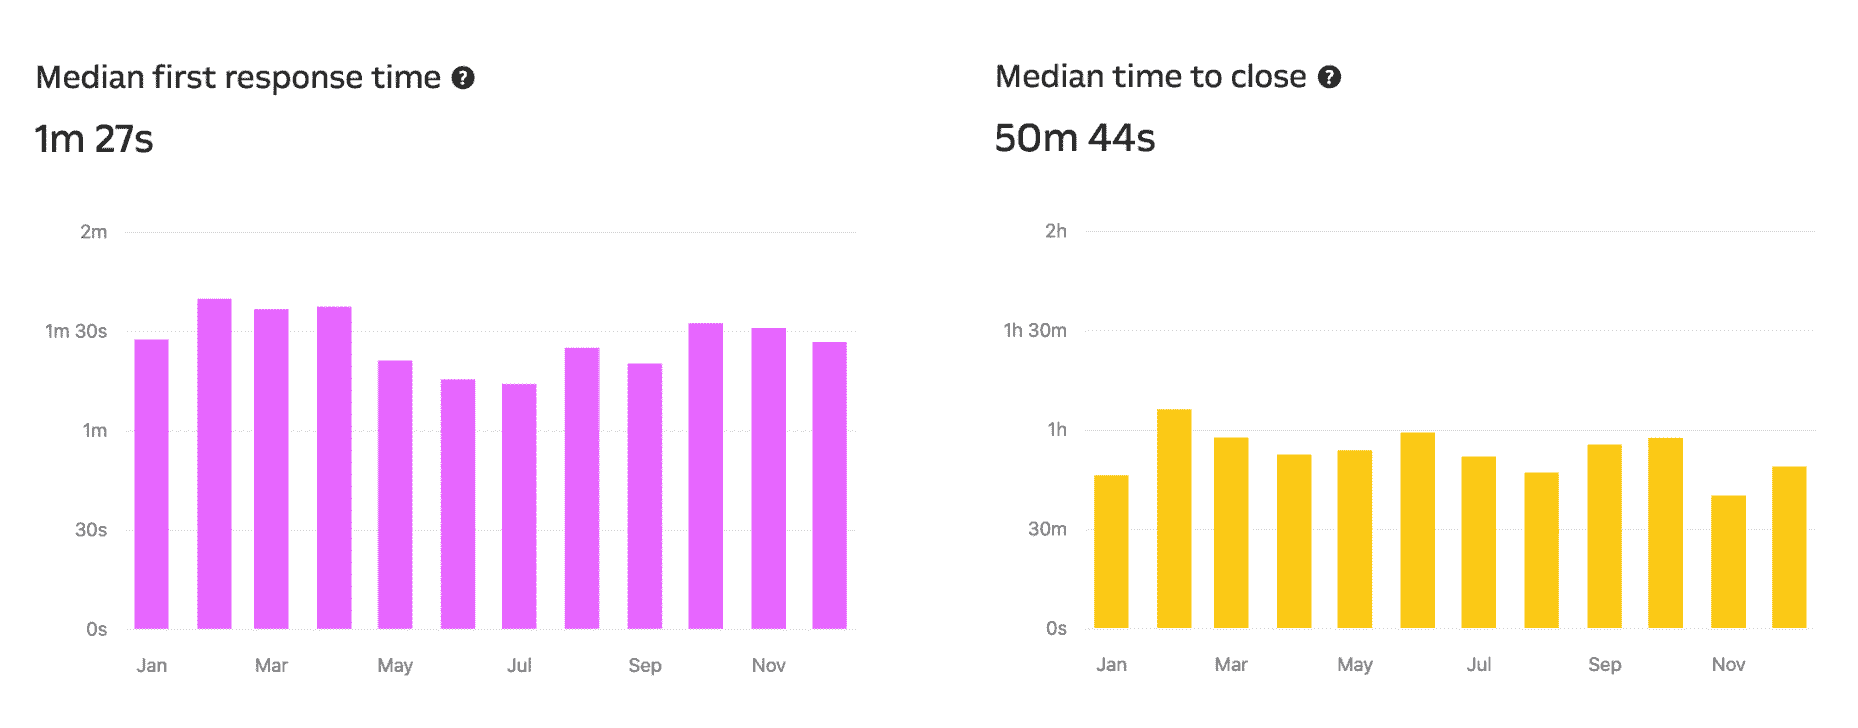 Median first response time ?
1m 27s
2m
1m 30s
1m
30s
0s
Jan Mar May Jul Sep Nov
Median time to close ?
50m 44s
2h
1h 30m
1h
30m
0s
Jan Mar May Jul Sep Nov